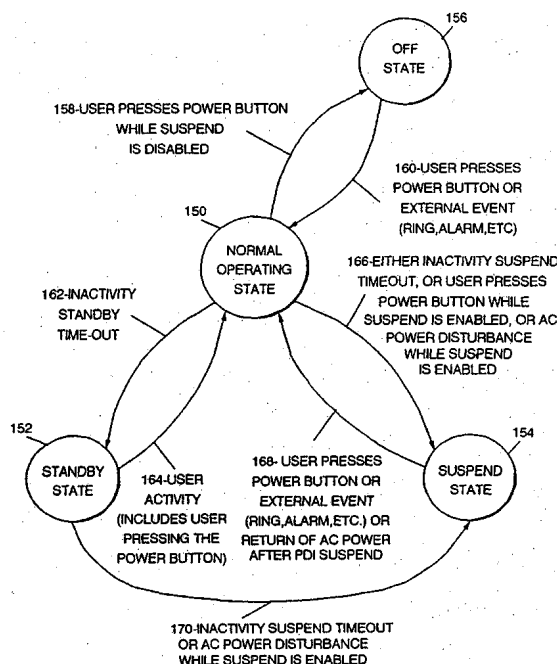 156
OFF
STATE
158-USER PRESSES POWER BUTTON
WHILE SUSPEND
IS DISABLED
160-USER PRESSES
POWER BUTTON OR
EXTERNAL EVENT
(RING,ALARM,ETC)
150
NORMAL
OPERATING
STATE
166-EITHER INACTIVITY SUSPEND
TIMEOUT, OR USER PRESSES
POWER BUTTON WHILE
SUSPEND IS ENABLED, OR AC
POWER DISTURBANCE
WHILE SUSPEND
IS ENABLED
162-INACTIVITY
STANDBY
TIME-OUT
152
STANDBY
STATE
164-USER
ACTIVITY
(INCLUDES USER
PRESSING THE
POWER BUTTON)
168- USER PRESSES
POWER BUTTON OR
EXTERNAL EVENT
(RING,ALARM,ETC.) OR
RETURN OF AC POWER
AFTER PDI SUSPEND
154
SUSPEND
STATE
170-INACTIVITY SUSPEND TIMEOUT
OR AC POWER DISTURBANCE
WHILE SUSPEND IS ENABLED